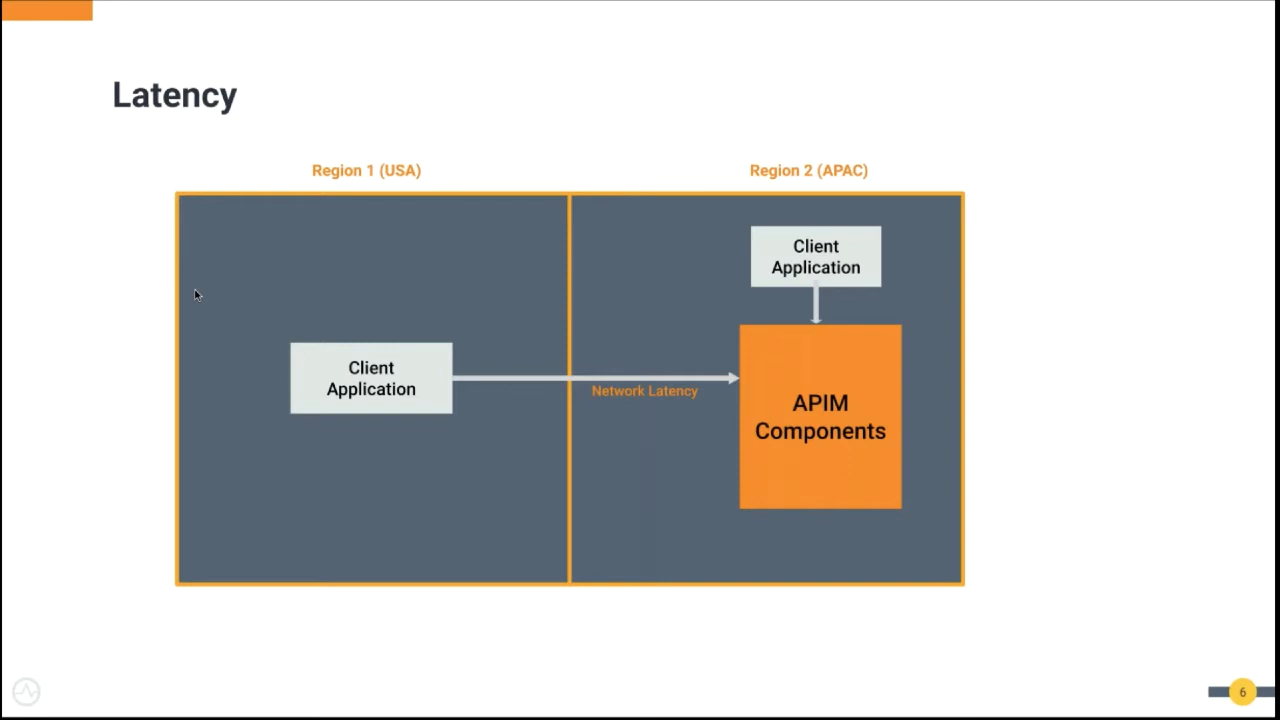 Latency
Region 1 (USA)
Region 2 (APAC)
Client
Application
Client
Application
Network Latency
APIM
Components
6